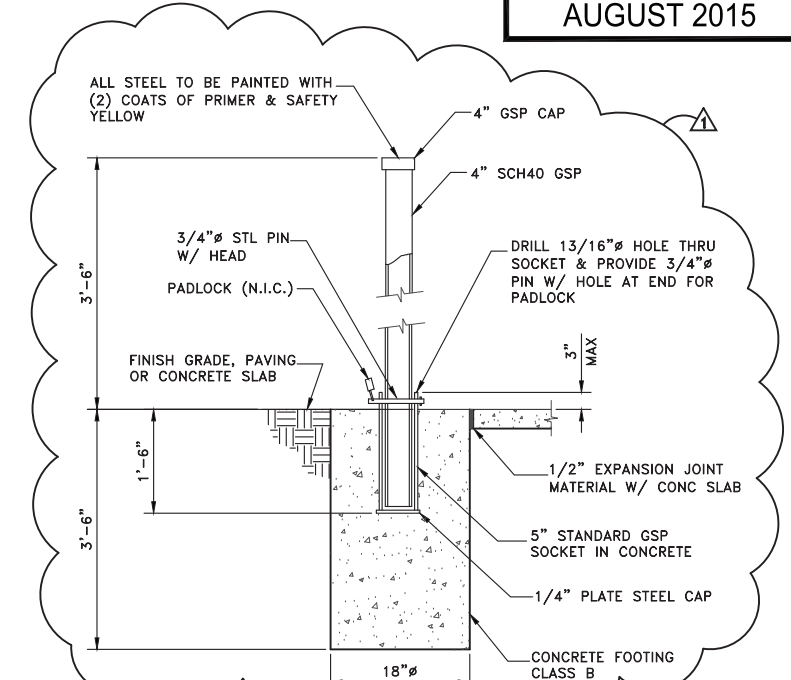 AUGUST 2015
ALL STEEL TO BE PAINTED WITH
(2) COATS OF PRIMER & SAFETY
YELLOW
4" GSP CAP
1
4" SCH40 GSP
3/4"ø STL PIN
W/ HEAD
PADLOCK (N.I.C.)
DRILL 13/16"ø HOLE THRU
SOCKET & PROVIDE 3/4"ø
PIN W/ HOLE AT END FOR
PADLOCK
3'-6"
3"
MAX
FINISH GRADE, PAVING
OR CONCRETE SLAB
1'-6"
3'-6"
1/2" EXPANSION JOINT
MATERIAL W/ CONC SLAB
5" STANDARD GSP
SOCKET IN CONCRETE
1/4" PLATE STEEL CAP
CONCRETE FOOTING
CLASS B
18"ø